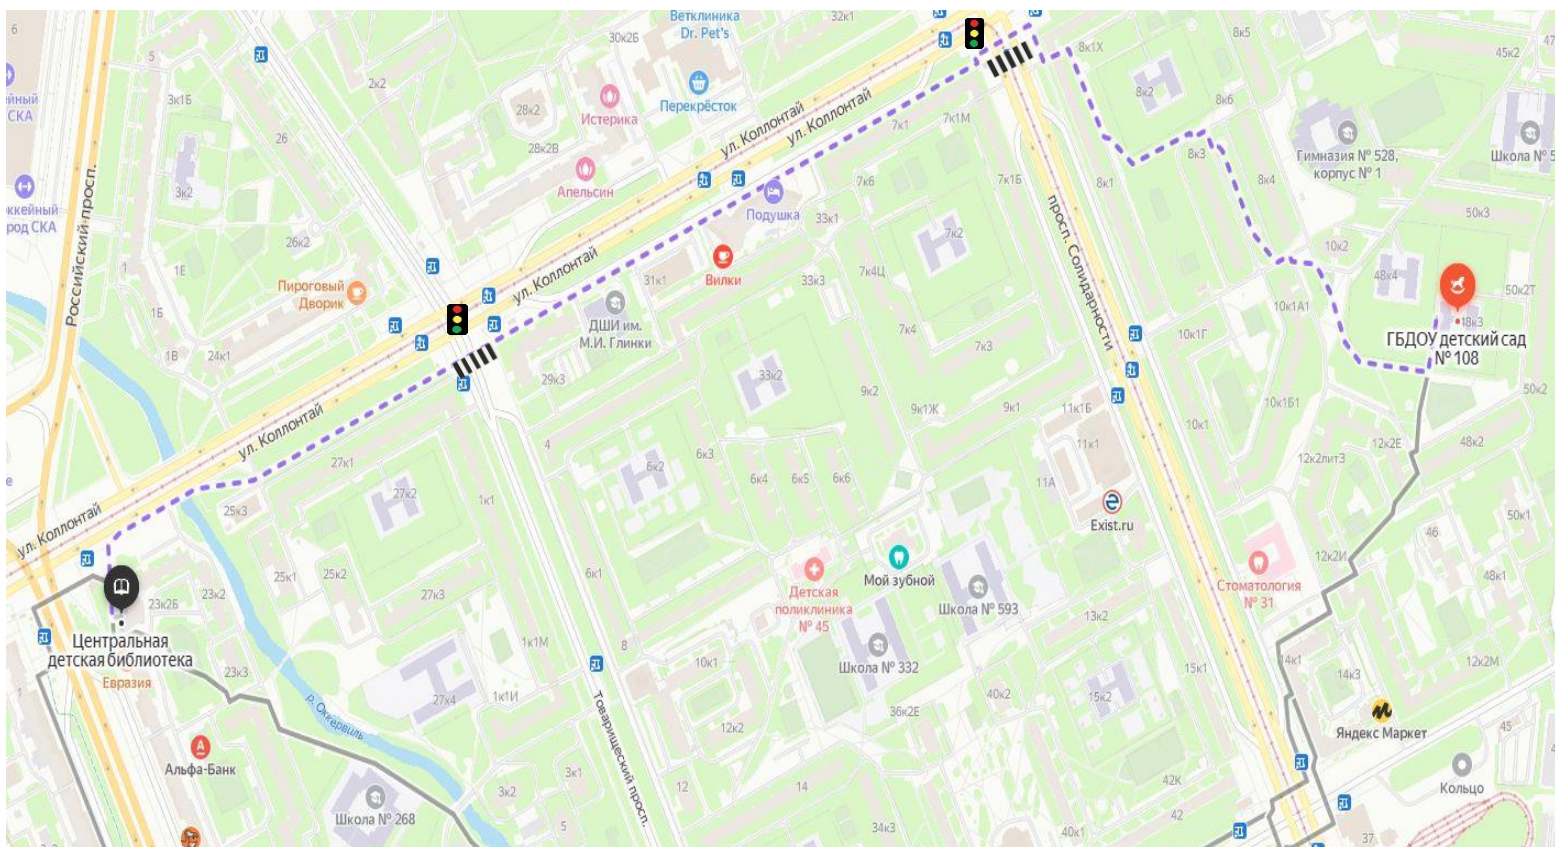 Ветклиника
Dr. Pet's
32к1
6
30к2Б
8к1Х
8к5
45к2
47
5
2к2
8к2
8к6
ейный
СКА
3к1Б
28к2
Истерика
Перекрёсток
ул. Коллонтай
ул. Коллонтай
7к1
7к1М
26
28к2В
8к3
Гимназия № 528,
корпус № 1
Школа № 5
3к2
Апельсин
7к6
7к1Б
8к1
8к4
ккейный
род СКА
Российский просп.
Подушка
33к1
просп. Солидарности
50к3
26к2
7к2
10к2
1
1Е
ул. Коллонтай
Пироговый
Дворик
31к1
Вилки
33к3
7к4Ц
48к4
50к2Т
1Б
ДШИ им.
М.И. Глинки
7к4
10к1А1
48к3
10к1Г
7к3
ГБДОУ детский сад
№ 108
1В
24к1
29к3
33к2
9к2
50к2
ул. Коллонтай
9к1Ж
9к1
11к1Б
10к1Б1
10к1
4
11к1
12к2Е
48к2
27к1
6к2
6к3
12к2лит3
е
27к2
1к1
6к4
6к5
6к6
11А
25к3
Exist.ru
50к1
ул. Коллонтай
46
12к2И
6к1
Мой зубной
25к1
25к2
Стоматология
№ 31
48к1
Детская
поликлиника
№ 45
23к2Б
23к2
27к3
Школа № 593
13к2
Центральная
детская библиотека
1к1М
8
10к1
Школа № 332
15к1
14к1
12к2М
Евразия
23к3
14к3
27к4
1к1И
40к2
15к2
р. Оккервиль
Товарищеский просп.
36к2Е
12к2
Яндекс Маркет
45
Альфа-Банк
3к1
42К
3к2
12
14
Кольцо
Школа № 268
5
34к3
40к1
42
37